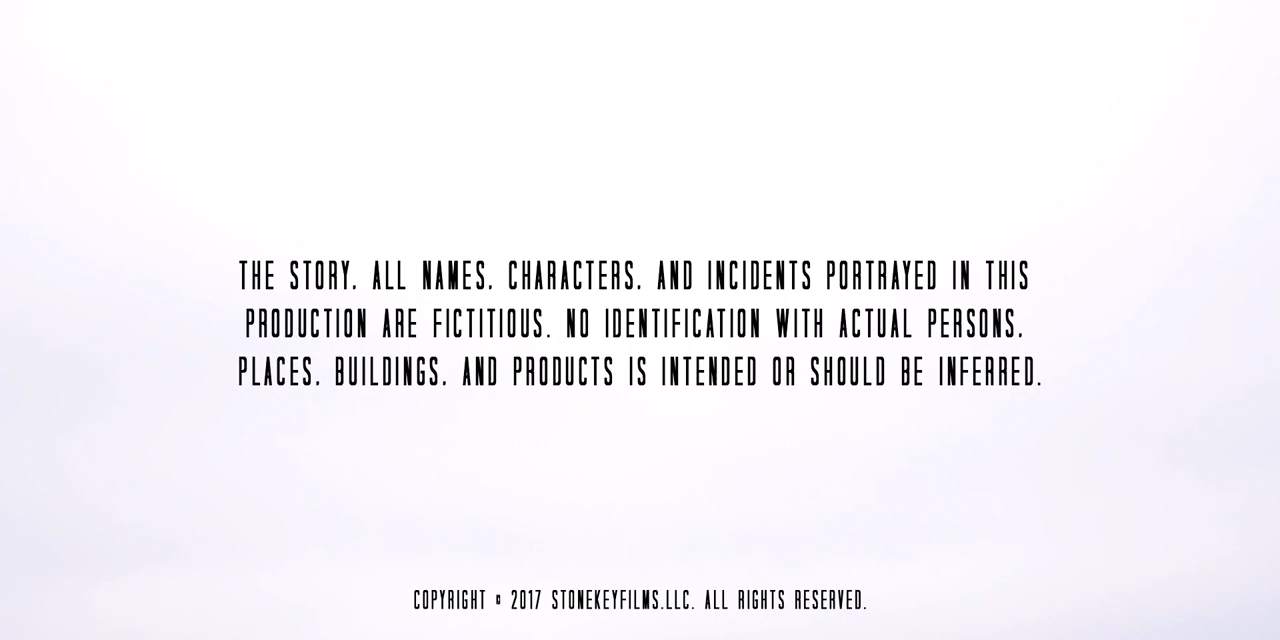 THE STORY, ALL NAMES, CHARACTERS, AND INCIDENTS PORTRAYED IN THIS
PRODUCTION ARE FICTITIOUS. NO IDENTIFICATION WITH ACTUAL PERSONS,
PLACES, BUILDINGS, AND PRODUCTS IS INTENDED OR SHOULD BE INFERRED.
COPYRIGHT © 2017 STONEKEYFILMS,LLC. ALL RIGHTS RESERVED.